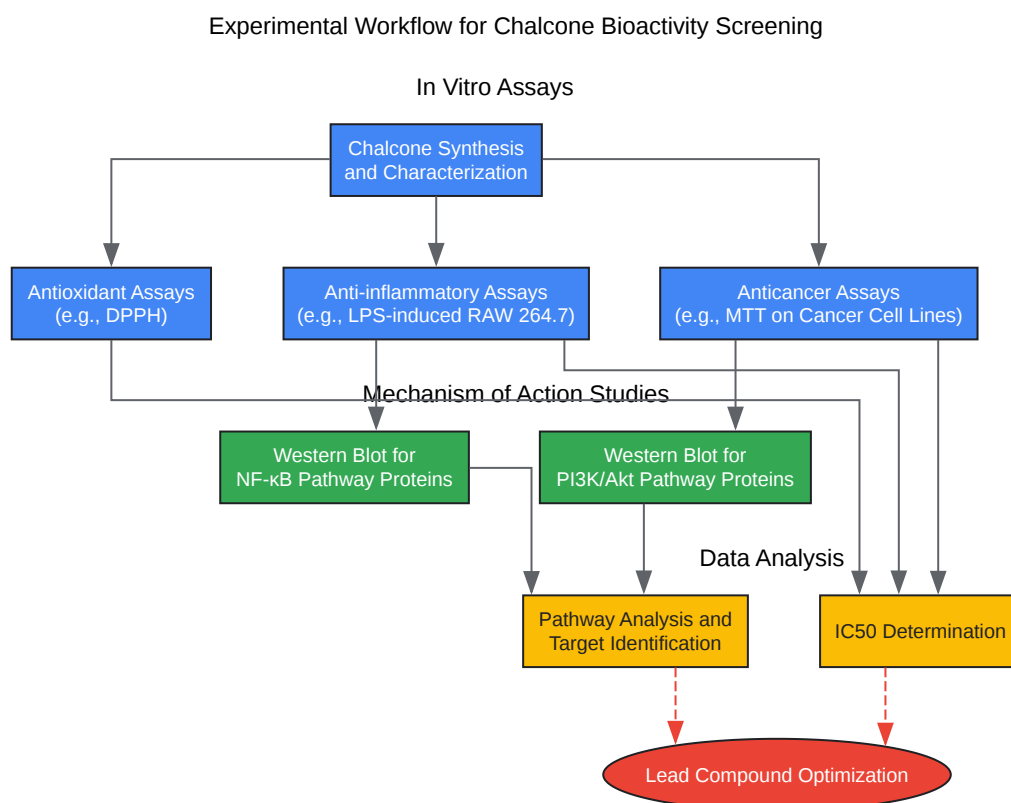 Experimental Workflow for Chalcone Bioactivity Screening
In Vitro Assays
Chalcone Synthesis
and Characterization
Antioxidant Assays
(e.g., DPPH)
Anti-inflammatory Assays
(e.g., LPS-induced RAW 264.7)
Anticancer Assays
(e.g., MTT on Cancer Cell Lines)
Mechanism of Action Studies
Western Blot for
NF-κB Pathway Proteins
Western Blot for
PI3K/Akt Pathway Proteins
Data Analysis
Pathway Analysis and
Target Identification
IC50 Determination
Lead Compound Optimization